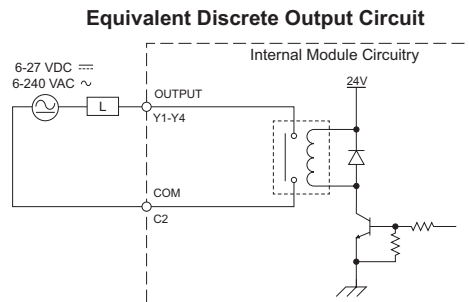 Equivalent Discrete Output Circuit
Internal Module Circuitry
6-27 VDC ⎓
6-240 VAC ∿
24V
L
OUTPUT
Y1-Y4
COM
C2